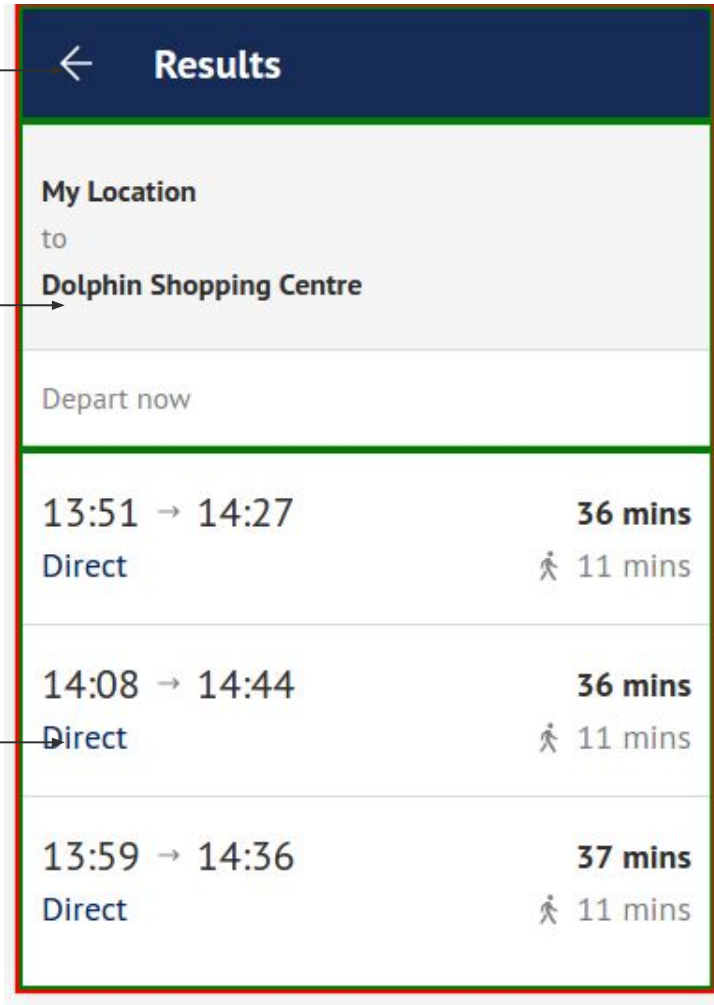 Results
My Location
to
Dolphin Shopping Centre
Depart now
13:51 → 14:27 36 mins
Direct 11 mins
14:08 → 14:44 36 mins
Direct 11 mins
13:59 → 14:36 37 mins
Direct 11 mins